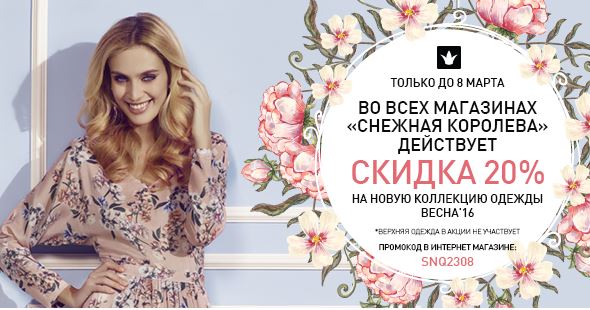 ТОЛЬКО ДО 8 МАРТА
ВО ВСЕХ МАГАЗИНАХ
«СНЕЖНАЯ КОРОЛЕВА»
ДЕЙСТВУЕТ
СКИДКА 20%
НА НОВУЮ КОЛЛЕКЦИЮ ОДЕЖДЫ
ВЕСНА'16
*ВЕРХНЯЯ ОДЕЖДА В АКЦИИ НЕ УЧАСТВУЕТ
ПРОМОКОД В ИНТЕРНЕТ МАГАЗИНЕ:
SNQ2308